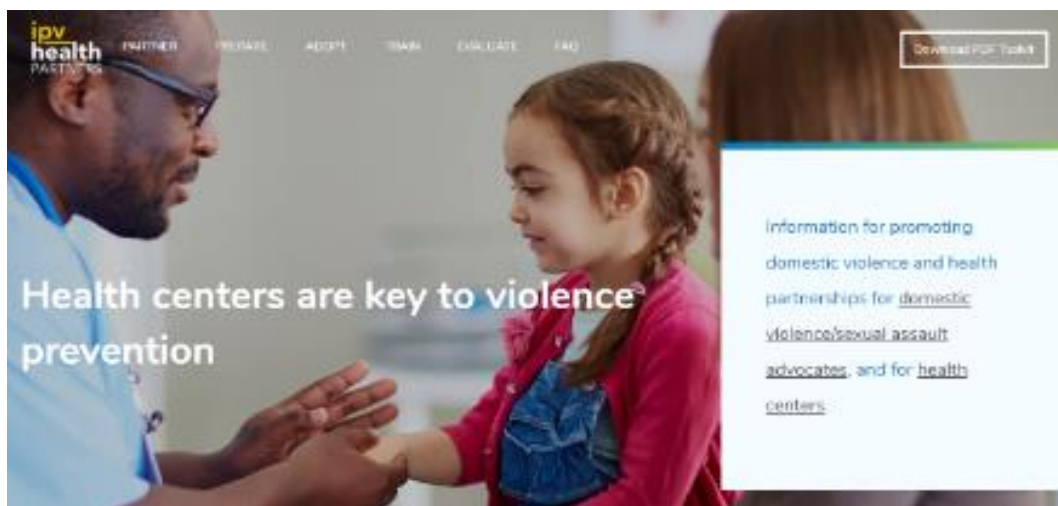 ipv
health
PARTNERS
PARTNER PREPARE ADOPT TRAIN EVALUATE FAQ
Download PDF Toolkit
Health centers are key to violence
prevention
Information for promoting
domestic violence and health
partnerships for domestic
violence/sexual assault
advocates, and for health
centers.